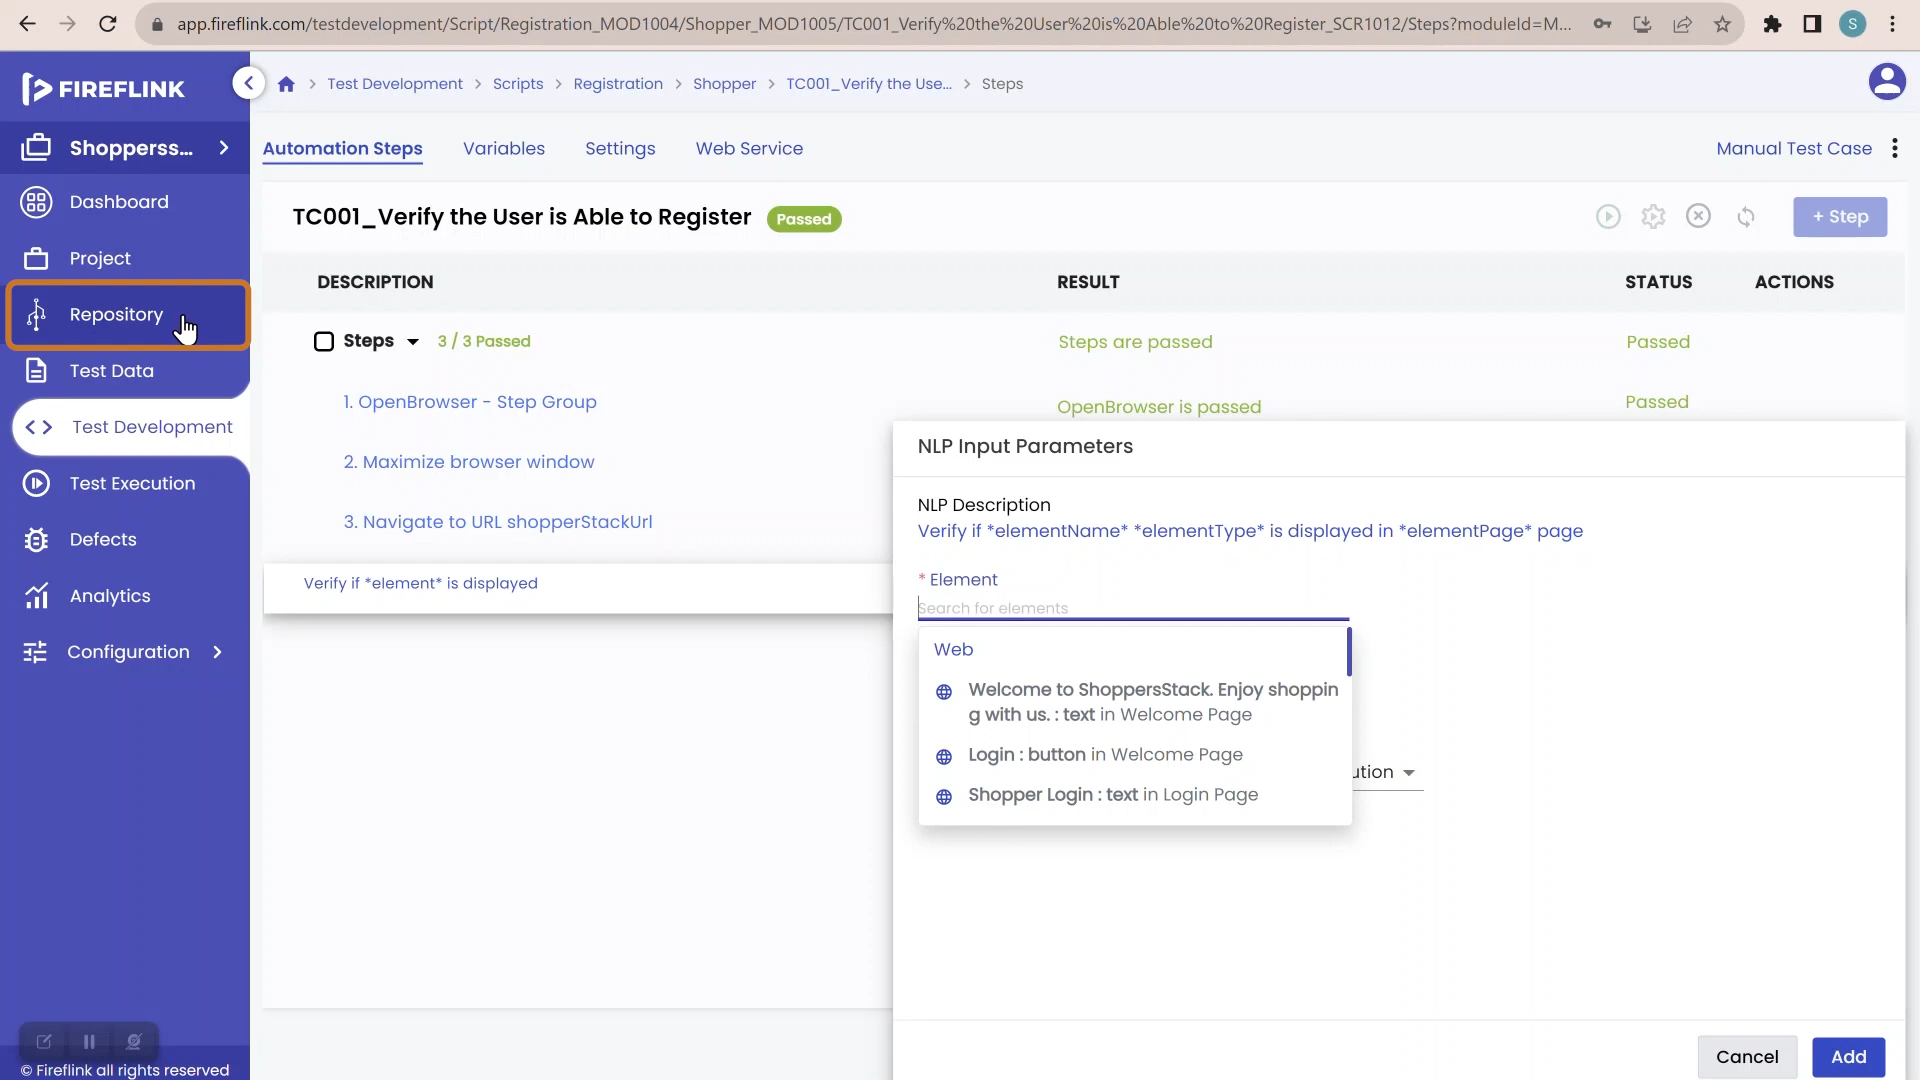 app.fireflink.com/testdevelopment/Script/Registration_MOD1004/Shopper_MOD1005/TC001_Verify%20the%20User%20is%20Able%20to%20Register_SCR1012/Steps?moduleId=M...
S
FIREFLINK
Test Development > Scripts > Registration > Shopper > TC001_Verify the Use... > Steps
Shopperss...
Automation Steps Variables Settings Web Service Manual Test Case
Dashboard
Project
Repository
Test Data
Test Development
Test Execution
Defects
Analytics
Configuration
TC001_Verify the User is Able to Register Passed + Step
DESCRIPTION RESULT STATUS ACTIONS
Steps 3 / 3 Passed Steps are passed Passed
1. OpenBrowser - Step Group OpenBrowser is passed Passed
2. Maximize browser window
3. Navigate to URL shopperStackUrl
Verify if *element* is displayed
NLP Input Parameters
NLP Description
Verify if *elementName* *elementType* is displayed in *elementPage* page
* Element
Search for elements
Web
Welcome to ShoppersStack. Enjoy shoppin
g with us. : text in Welcome Page
Login : button in Welcome Page
Shopper Login : text in Login Page
ution
Cancel Add
© Fireflink all rights reserved